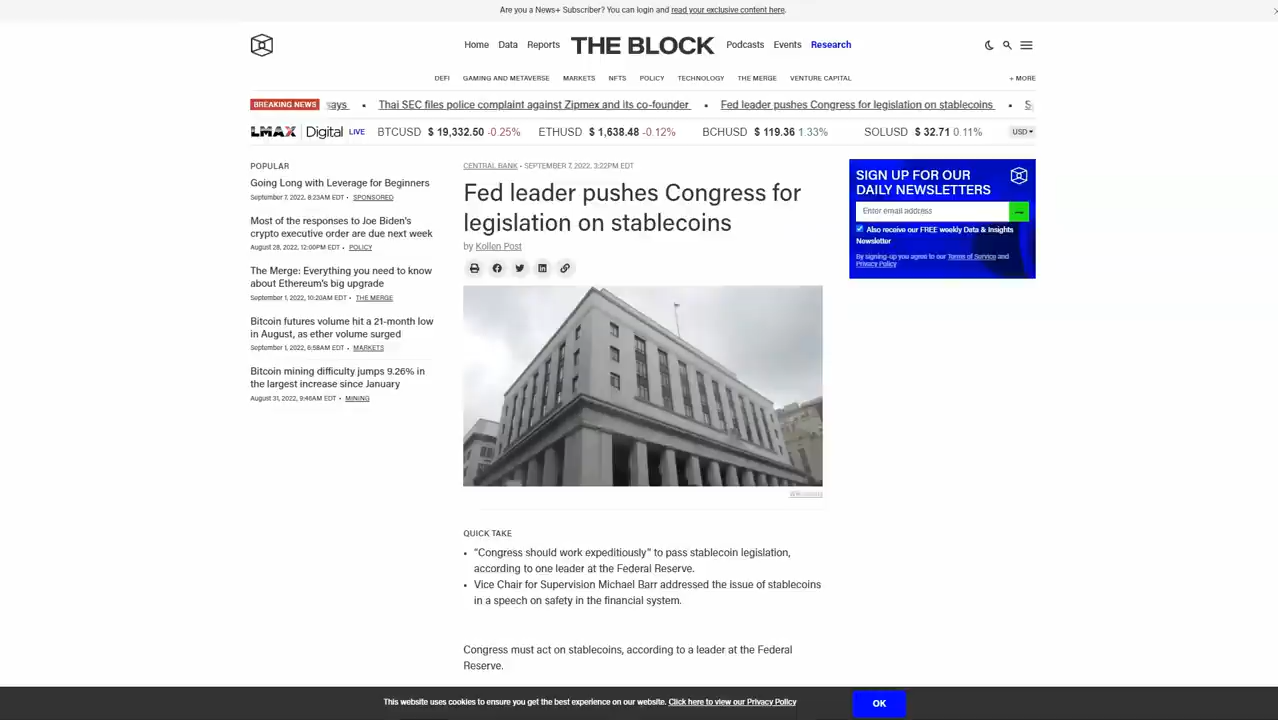 Are you a News+ Subscriber? You can login and read your exclusive content here.
Home Data Reports THE BLOCK Podcasts Events Research
DEFI GAMING AND METAVERSE MARKETS NFTS POLICY TECHNOLOGY THE MERGE VENTURE CAPITAL + MORE
BREAKING NEWS says • Thai SEC files police complaint against Zipmex and its co-founder • Fed leader pushes Congress for legislation on stablecoins • S
LMAX Digital LIVE BTCUSD $ 19,332.50 -0.25% ETHUSD $ 1,638.48 -0.12% BCHUSD $ 119.36 1.33% SOLUSD $ 32.71 0.11% USD
POPULAR
Going Long with Leverage for Beginners
September 7, 2022, 8:23AM EDT • SPONSORED
Most of the responses to Joe Biden's
crypto executive order are due next week
August 28, 2022, 12:00PM EDT • POLICY
The Merge: Everything you need to know
about Ethereum's big upgrade
September 1, 2022, 10:20AM EDT • THE MERGE
Bitcoin futures volume hit a 21-month low
in August, as ether volume surged
September 1, 2022, 6:58AM EDT • MARKETS
Bitcoin mining difficulty jumps 9.26% in
the largest increase since January
August 31, 2022, 9:46AM EDT • MINING
CENTRAL BANK • SEPTEMBER 7, 2022, 3:22PM EDT
Fed leader pushes Congress for
legislation on stablecoins
by Kollen Post
QUICK TAKE
• “Congress should work expeditiously” to pass stablecoin legislation,
according to one leader at the Federal Reserve.
• Vice Chair for Supervision Michael Barr addressed the issue of stablecoins
in a speech on safety in the financial system.
Congress must act on stablecoins, according to a leader at the Federal
Reserve.
SIGN UP FOR OUR
DAILY NEWSLETTERS
Enter email address
Also receive our FREE weekly Data & Insights
Newsletter
By signing-up you agree to our Terms of Service and
Privacy Policy
This website uses cookies to ensure you get the best experience on our website. Click here to view our Privacy Policy OK